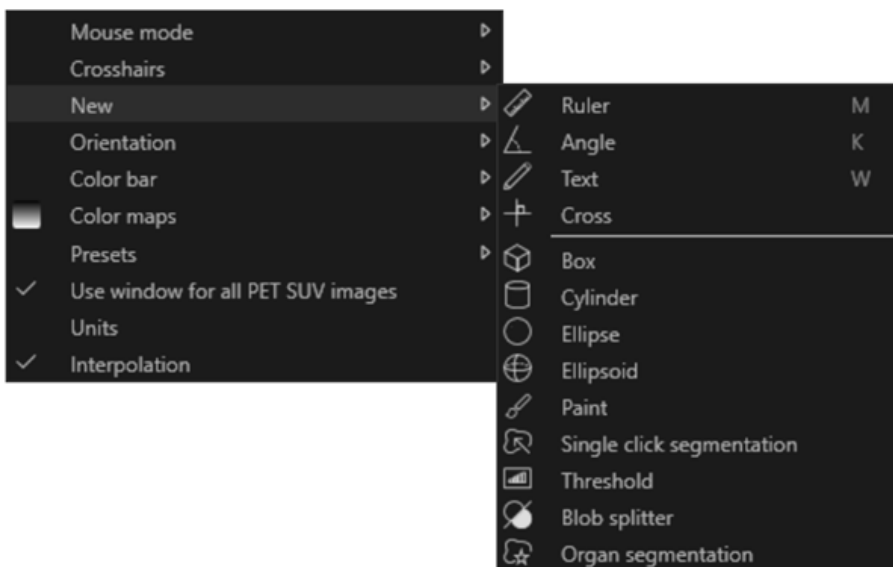 Mouse mode
Crosshairs
New
Orientation
Color bar
Color maps
Presets
Use window for all PET SUV images
Units
Interpolation
Ruler M
Angle K
Text W
Cross
Box
Cylinder
Ellipse
Ellipsoid
Paint
Single click segmentation
Threshold
Blob splitter
Organ segmentation